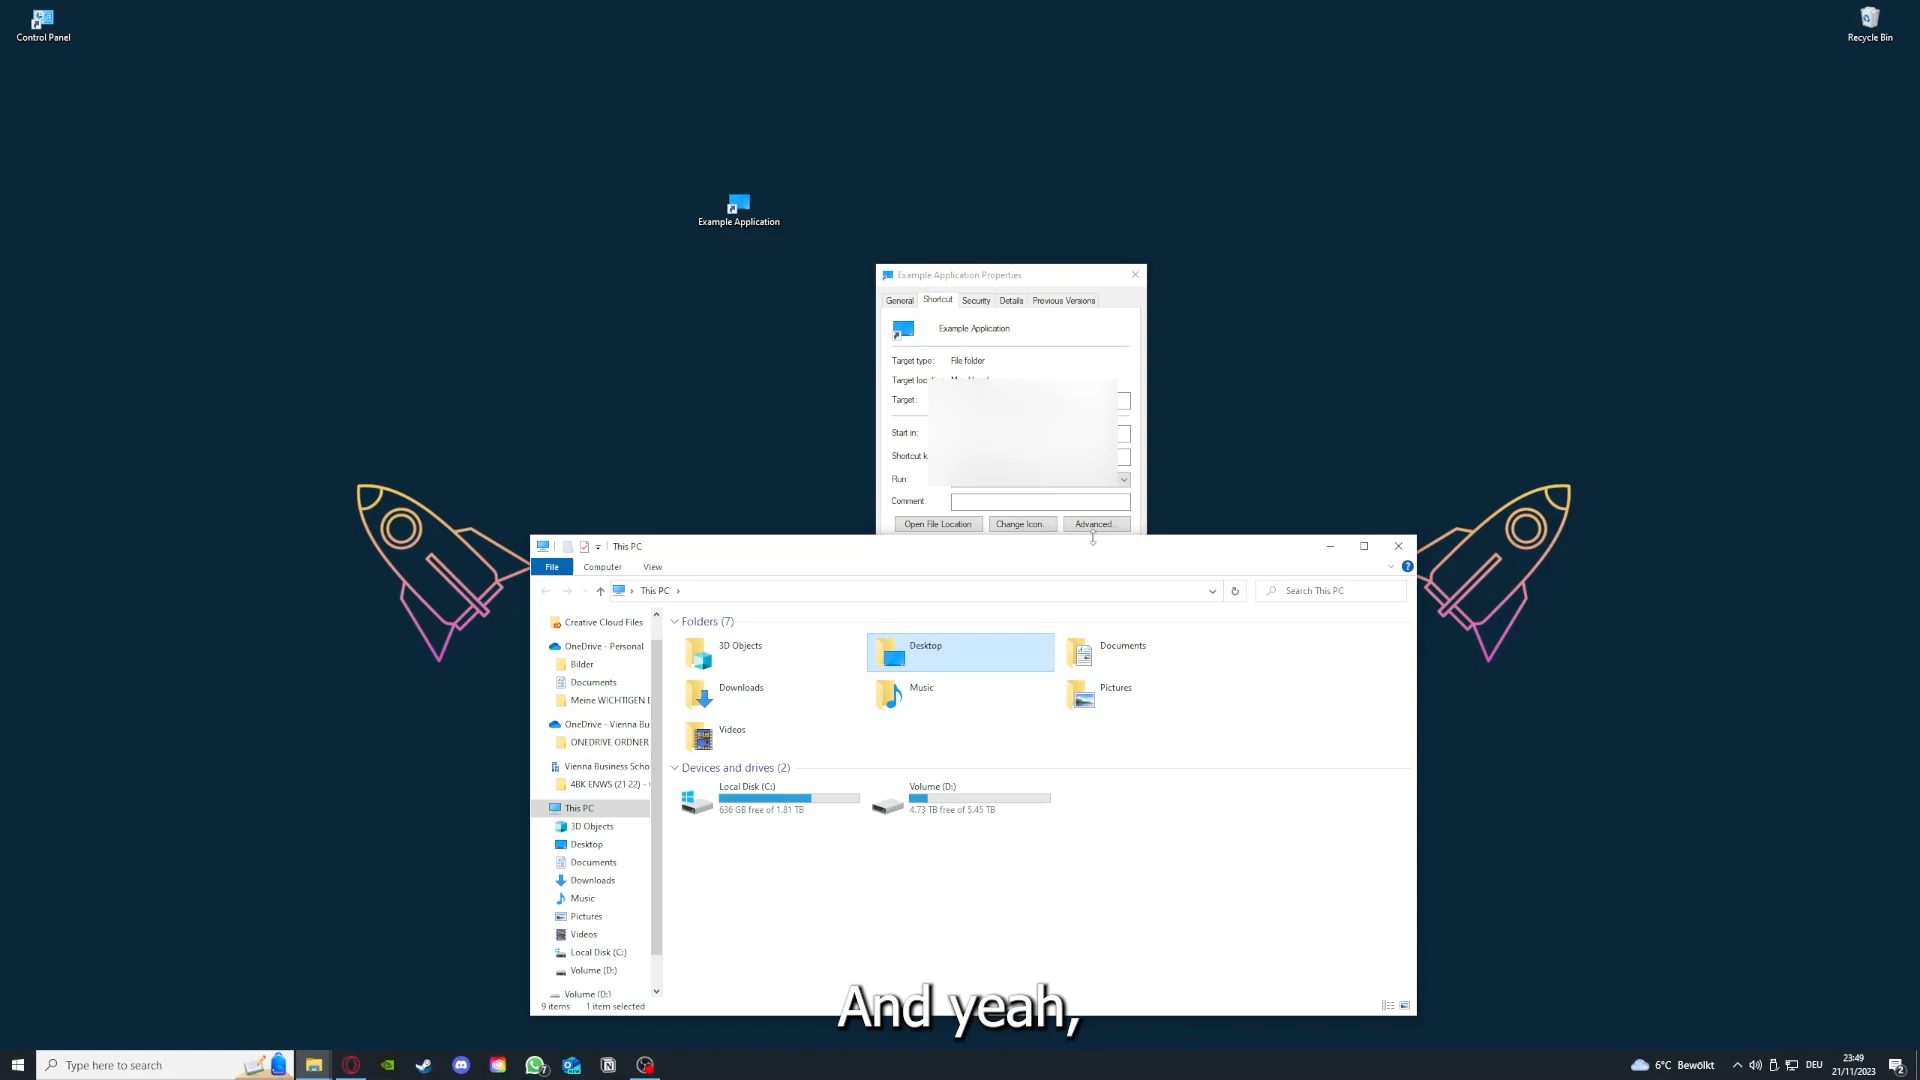 Control Panel
Recycle Bin
Example Application
Example Application Properties
General Shortcut Security Details Previous Versions
Example Application
Target type: File folder
Target
Target:
Start in:
Shortcut
Run:
Comment:
Open File Location Change Icon... Advanced...
This PC
File Computer View
This PC
Search This PC
Creative Cloud Files
OneDrive - Personal
Bilder
Documents
Meine WICHTIGEN
OneDrive - Vienna Bu
ONEDRIVE ORDNER
Vienna Business Scho
4BK ENWS (21 22) -
This PC
3D Objects
Desktop
Documents
Downloads
Music
Pictures
Videos
Local Disk (C:)
Volume (D:)
Volume (D:)
Folders (7)
3D Objects
Desktop
Documents
Downloads
Music
Pictures
Videos
Devices and drives (2)
Local Disk (C:)
636 GB free of 1.81 TB
Volume (D:)
4.73 TB free of 5.45 TB
9 items 1 item selected
And yeah,
Type here to search
7
6°C Bewölkt
DEU
23:49
21/11/2023
2